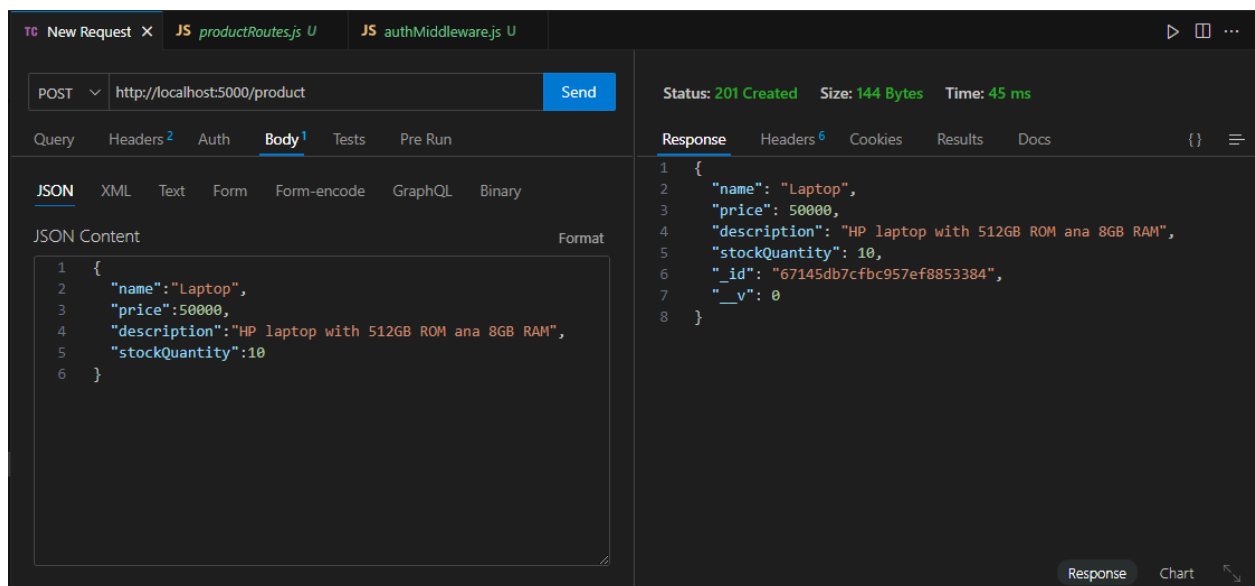 TC New Request × JS productRoutes.js U JS authMiddleware.js U
POST http://localhost:5000/product Send
Query Headers 2 Auth Body 1 Tests Pre Run
JSON XML Text Form Form-encode GraphQL Binary
JSON Content Format
1 {
2 "name":"Laptop",
3 "price":50000,
4 "description":"HP laptop with 512GB ROM ana 8GB RAM",
5 "stockQuantity":10
6 }
Status: 201 Created Size: 144 Bytes Time: 45 ms
Response Headers 6 Cookies Results Docs {}
1 {
2 "name": "Laptop",
3 "price": 50000,
4 "description": "HP laptop with 512GB ROM ana 8GB RAM",
5 "stockQuantity": 10,
6 "_id": "67145db7cfbc957ef8853384",
7 "__v": 0
8 }
Response Chart